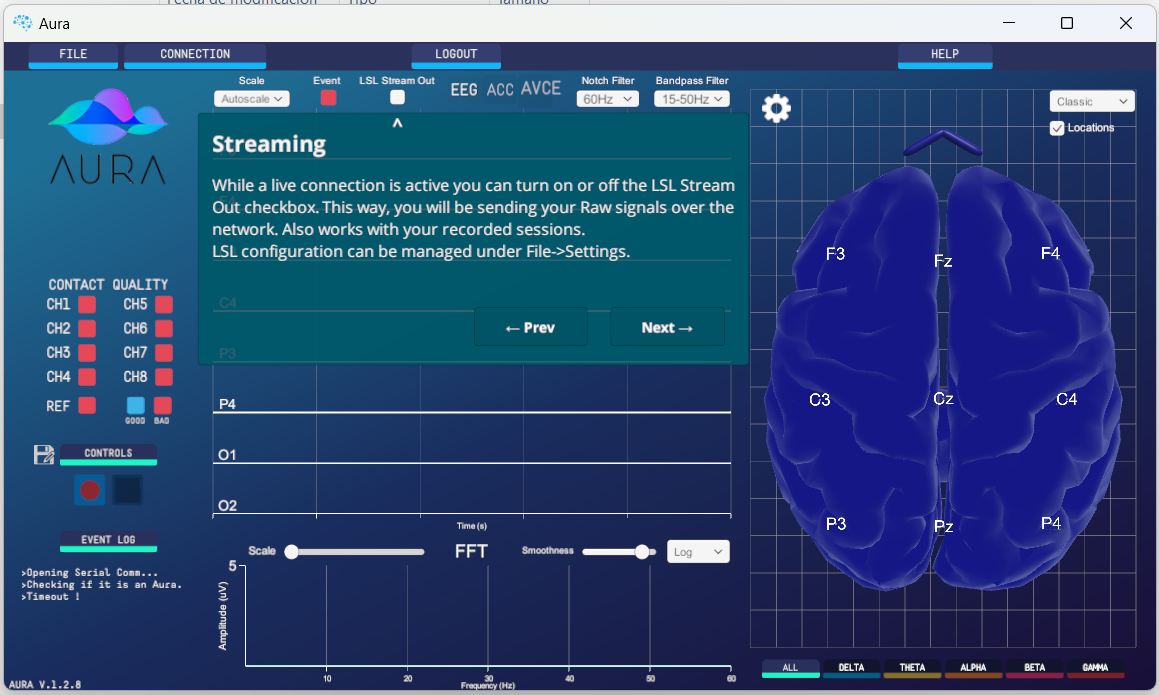 Fecha de modificación Tipo Tamaño
Aura
FILE CONNECTION LOGOUT HELP
Scale Event LSL Stream Out EEG ACC AVCE Notch Filter Bandpass Filter
Autoscale 60Hz 15-50Hz
Classic
Locations
AURA
Streaming
While a live connection is active you can turn on or off the LSL Stream
Out checkbox. This way, you will be sending your Raw signals over the
network. Also works with your recorded sessions.
LSL configuration can be managed under File->Settings.
← Prev Next →
C4
P3
P4
O1
O2
Time (s)
CONTACT QUALITY
CH1 CH5
CH2 CH6
CH3 CH7
CH4 CH8
REF GOOD BAD
CONTROLS
EVENT LOG
>Opening Serial Comm...
>Checking if it is an Aura.
>Timeout !
Scale FFT Smoothness Log
5
Amplitude (uV)
10 20 30 40 50 60
Frequency (Hz)
F3 Fz F4
C3 Cz C4
P3 Pz P4
ALL DELTA THETA ALPHA BETA GAMMA
AURA V.1.2.8